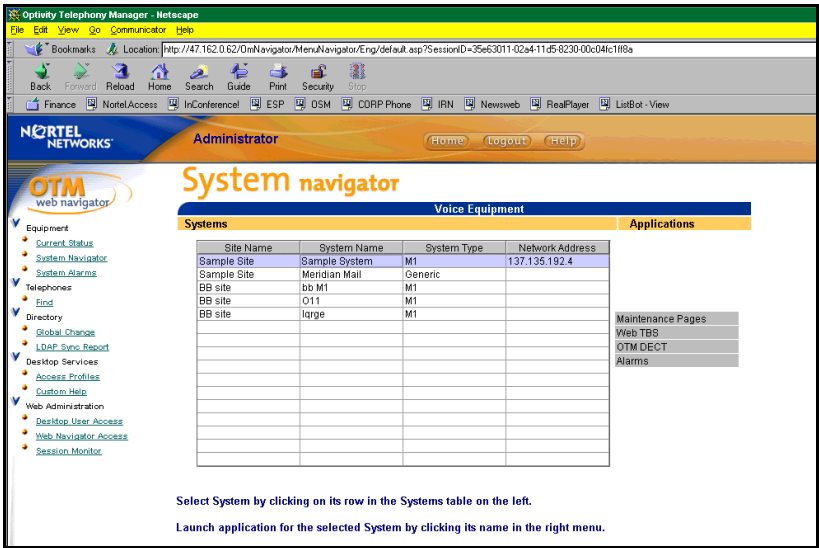 Optivity Telephony Manager - Netscape
File Edit View Go Communicator Help
Bookmarks Location: http://47.162.0.62/OmNavigator/MenuNavigator/Eng/default.asp?SessionID=35e63011-02a4-11d5-8230-00c04fc1ff8a
Back Forward Reload Home Search Guide Print Security Stop
Finance NortelAccess InConference! ESP OSM CORP Phone IRN Newsweb RealPlayer ListBot - View
NORTEL NETWORKS
Administrator Home Logout Help
OTM web navigator
System navigator
Voice Equipment
Systems Applications
Equipment
Current Status
System Navigator
System Alarms
Telephones
Find
Directory
Global Change
LDAP Sync Report
Desktop Services
Access Profiles
Custom Help
Web Administration
Desktop User Access
Web Navigator Access
Session Monitor
Site Name System Name System Type Network Address
Sample Site Sample System M1 137.135.192.4
Sample Site Meridian Mail Generic
BB site bb M1 M1
BB site O11 M1
BB site lqrge M1
Maintenance Pages
Web TBS
OTM DECT
Alarms
Select System by clicking on its row in the Systems table on the left.
Launch application for the selected System by clicking its name in the right menu.